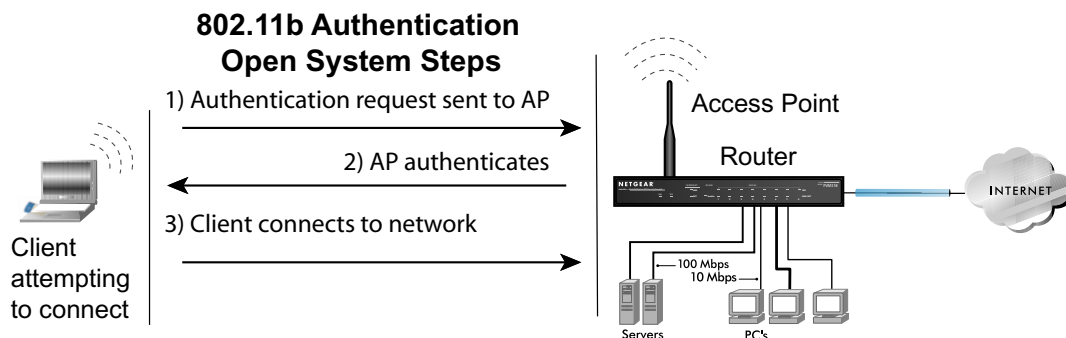 802.11b Authentication
Open System Steps
1) Authentication request sent to AP
2) AP authenticates
3) Client connects to network
Client
attempting
to connect
Access Point
Router
NETGEAR
INTERNET
100 Mbps
10 Mbps
Servers
PC's